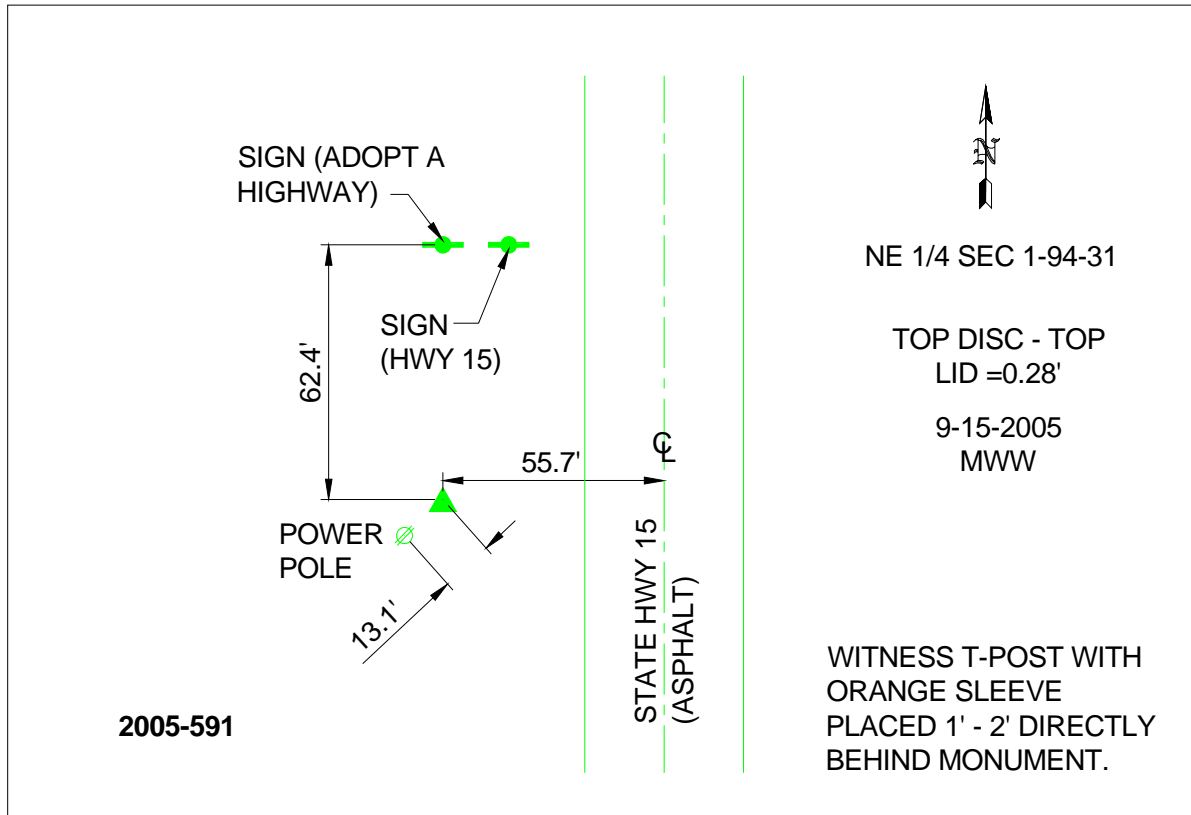 SIGN (ADOPT A
HIGHWAY)
N
NE 1/4 SEC 1-94-31
SIGN
(HWY 15)
62.4'
TOP DISC - TOP
LID =0.28'
9-15-2005
MWW
℄
55.7'
POWER
POLE
13.1'
STATE HWY 15
(ASPHALT)
WITNESS T-POST WITH
ORANGE SLEEVE
PLACED 1' - 2' DIRECTLY
BEHIND MONUMENT.
2005-591